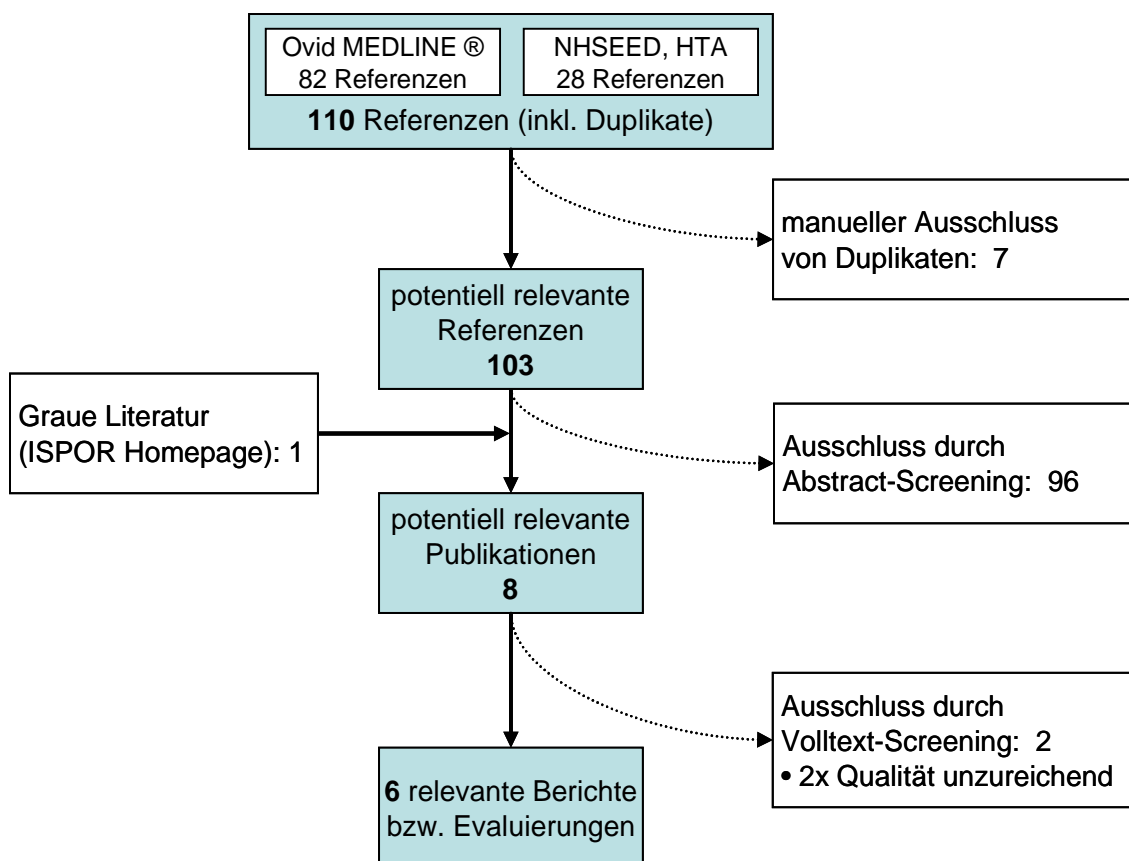 Ovid MEDLINE ®
82 Referenzen
NHSEED, HTA
28 Referenzen
110 Referenzen (inkl. Duplikate)
manueller Ausschluss
von Duplikaten: 7
potentiell relevante
Referenzen
103
Graue Literatur
(ISPOR Homepage): 1
Ausschluss durch
Abstract-Screening: 96
potentiell relevante
Publikationen
8
Ausschluss durch
Volltext-Screening: 2
• 2x Qualität unzureichend
6 relevante Berichte
bzw. Evaluierungen